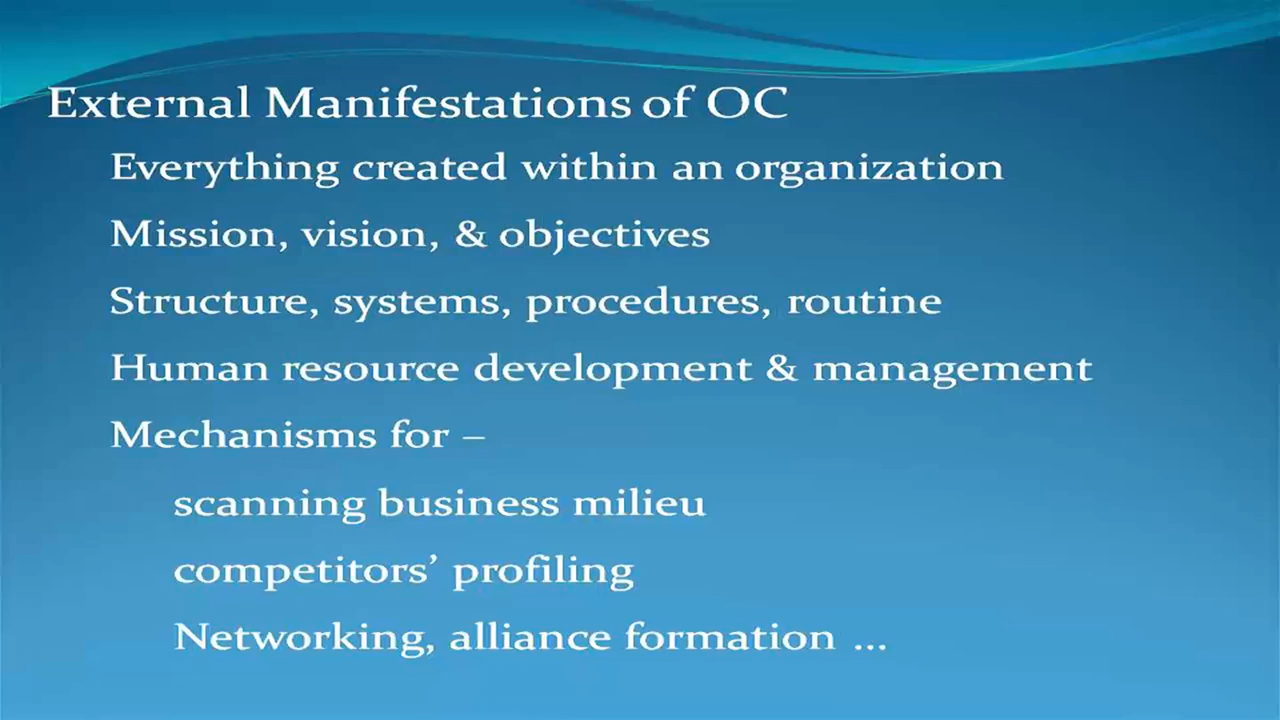 External Manifestations of OC
Everything created within an organization
Mission, vision, & objectives
Structure, systems, procedures, routine
Human resource development & management
Mechanisms for –
scanning business milieu
competitors’ profiling
Networking, alliance formation ...